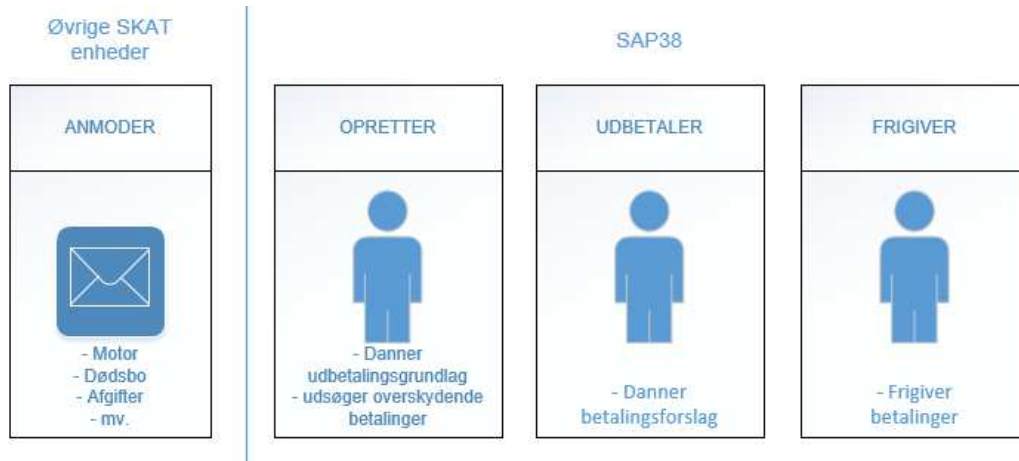 Øvrige SKAT
enheder
SAP38
ANMODER
- Motor
- Dødsbo
- Afgifter
- mv.
OPRETTER
- Danner
udbetalingsgrundlag
- udsøger overskydende
betalinger
UDBETALER
- Danner
betalingsforslag
FRIGIVER
- Frigiver
betalinger